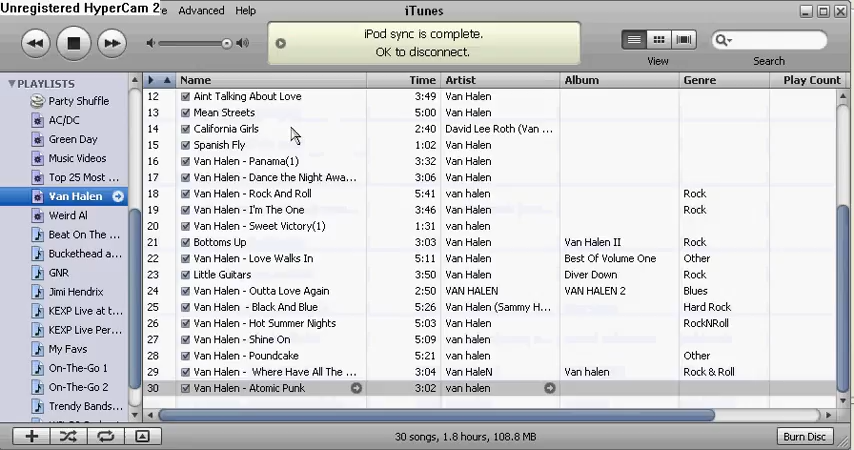 Unregistered HyperCam 2
Advanced Help
iTunes
iPod sync is complete.
OK to disconnect.
View
Search
PLAYLISTS
Party Shuffle
AC/DC
Green Day
Music Videos
Top 25 Most ...
Van Halen
Weird Al
Beat On The ...
Buckethead a...
GNR
Jimi Hendrix
KEXP Live at t...
KEXP Live Per...
My Favs
On-The-Go 1
On-The-Go 2
Trendy Bands...
Name Time Artist Album Genre Play Count
12 Aint Talking About Love 3:49 Van Halen
13 Mean Streets 5:00 Van Halen
14 California Girls 2:40 David Lee Roth (Van ...
15 Spanish Fly 1:02 Van Halen
16 Van Halen - Panama(1) 3:32 Van Halen
17 Van Halen - Dance the Night Awa... 3:06 Van Halen
18 Van Halen - Rock And Roll 5:41 van halen Rock
19 Van Halen - I'm The One 3:46 Van Halen Rock
20 Van Halen - Sweet Victory(1) 1:31 van halen
21 Bottoms Up 3:03 Van Halen Van Halen II Rock
22 Van Halen - Love Walks In 5:11 Van Halen Best Of Volume One Other
23 Little Guitars 3:50 Van Halen Diver Down Rock
24 Van Halen - Outta Love Again 2:50 VAN HALEN VAN HALEN 2 Blues
25 Van Halen - Black And Blue 5:26 Van Halen (Sammy H... Hard Rock
26 Van Halen - Hot Summer Nights 5:03 Van Halen RocknRoll
27 Van Halen - Shine On 5:09 van halen
28 Van Halen - Poundcake 5:21 van halen Other
29 Van Halen - Where Have All The ... 3:04 Van HaleN Van halen Rock & Roll
30 Van Halen - Atomic Punk 3:02 van halen
30 songs, 1.8 hours, 108.8 MB
Burn Disc